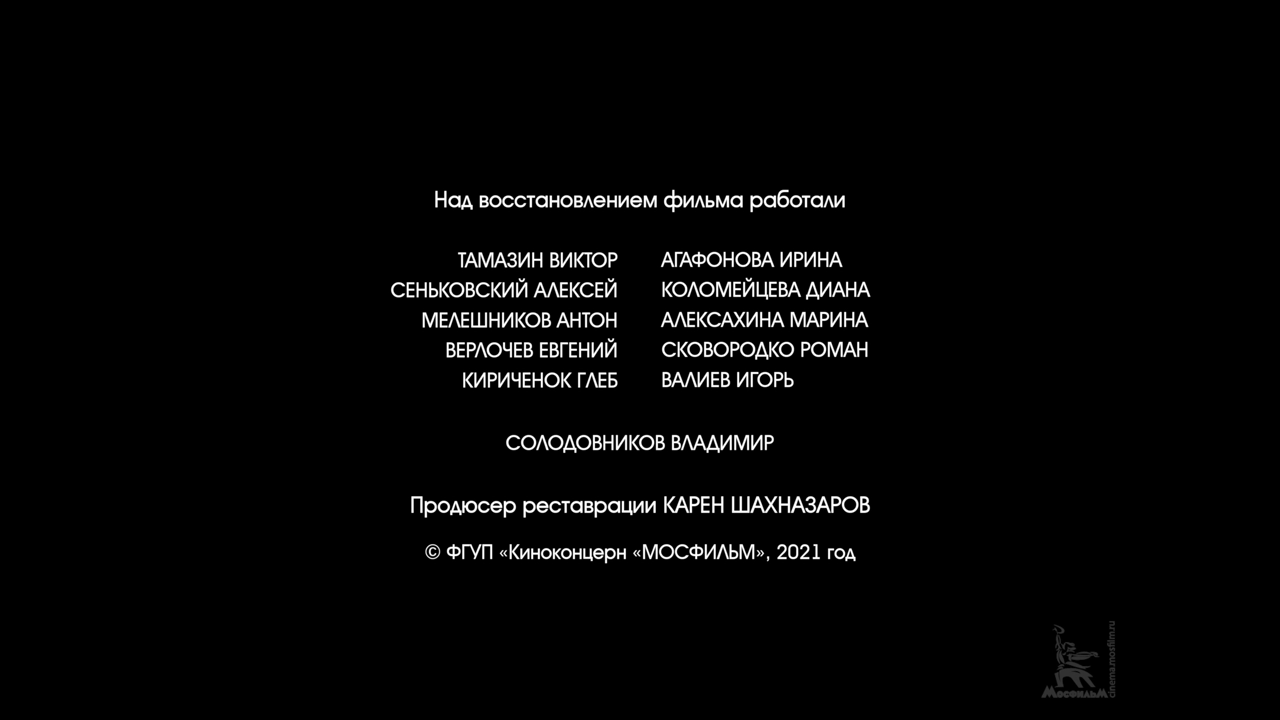 Над восстановлением фильма работали
ТАМАЗИН ВИКТОР АГАФОНОВА ИРИНА
СЕНЬКОВСКИЙ АЛЕКСЕЙ КОЛОМЕЙЦЕВА ДИАНА
МЕЛЕШНИКОВ АНТОН АЛЕКСАХИНА МАРИНА
ВЕРЛОЧЕВ ЕВГЕНИЙ СКОВОРОДКО РОМАН
КИРИЧЕНОК ГЛЕБ ВАЛИЕВ ИГОРЬ
СОЛОДОВНИКОВ ВЛАДИМИР
Продюсер реставрации КАРЕН ШАХНАЗАРОВ
© ФГУП «Киноконцерн «МОСФИЛЬМ», 2021 год
МОСФИЛЬМ
cinema.mosfilm.ru